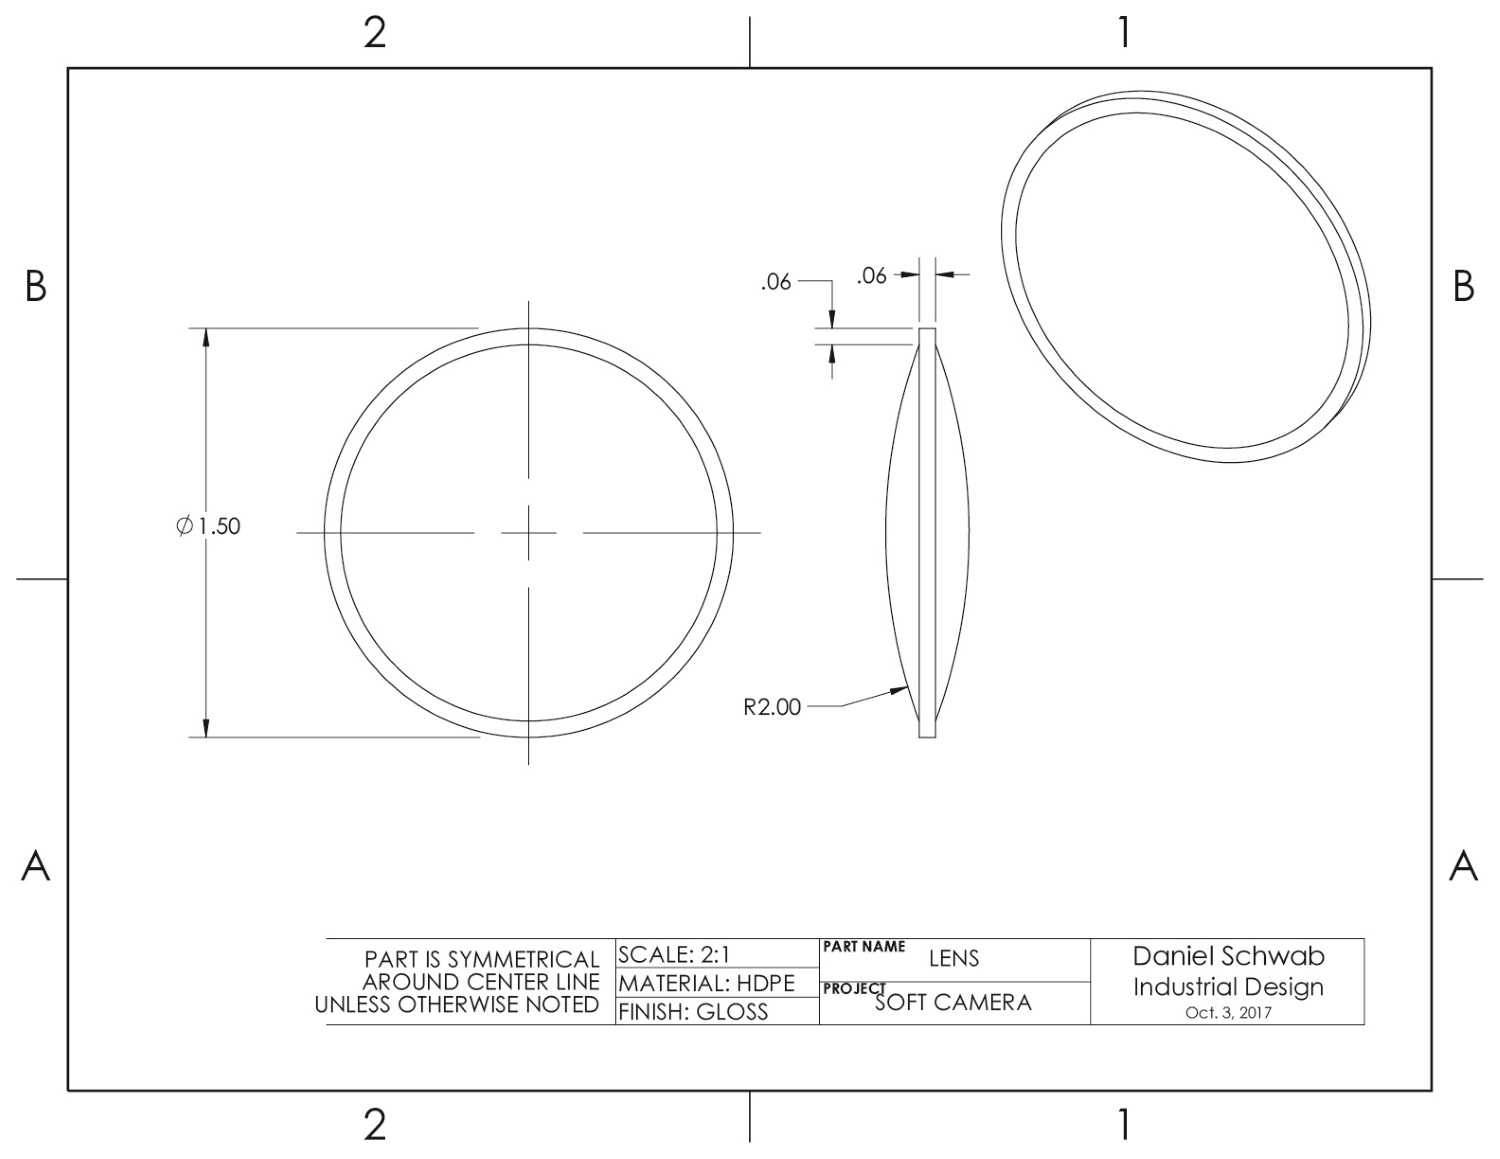 2
1
B
B
.06
.06
∅1.50
R2.00
A
A
PART IS SYMMETRICAL
AROUND CENTER LINE
UNLESS OTHERWISE NOTED
SCALE: 2:1
MATERIAL: HDPE
FINISH: GLOSS
PART NAME
LENS
PROJECT
SOFT CAMERA
Daniel Schwab
Industrial Design
Oct. 3, 2017
2
1